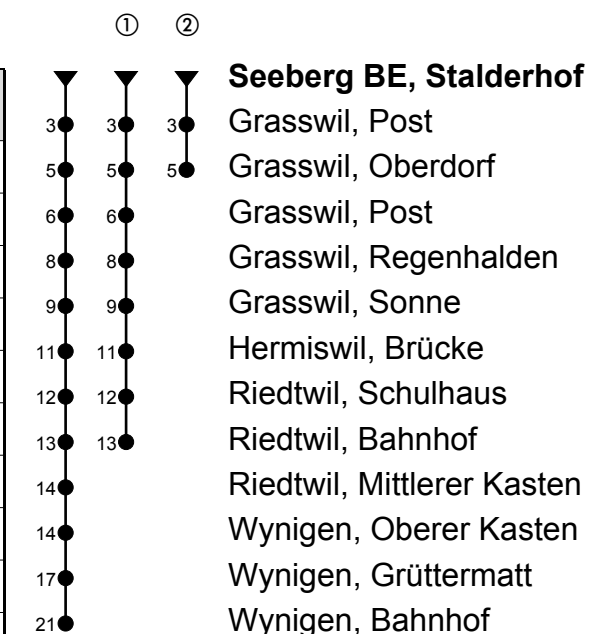 ① ②
Seeberg BE, Stalderhof
3 3 3 Grasswil, Post
5 5 5 Grasswil, Oberdorf
6 6 Grasswil, Post
8 8 Grasswil, Regenhalden
9 9 Grasswil, Sonne
11 11 Hermiswil, Brücke
12 12 Riedtwil, Schulhaus
13 13 Riedtwil, Bahnhof
14 Riedtwil, Mittlerer Kasten
14 Wynigen, Oberer Kasten
17 Wynigen, Grüttermatt
21 Wynigen, Bahnhof